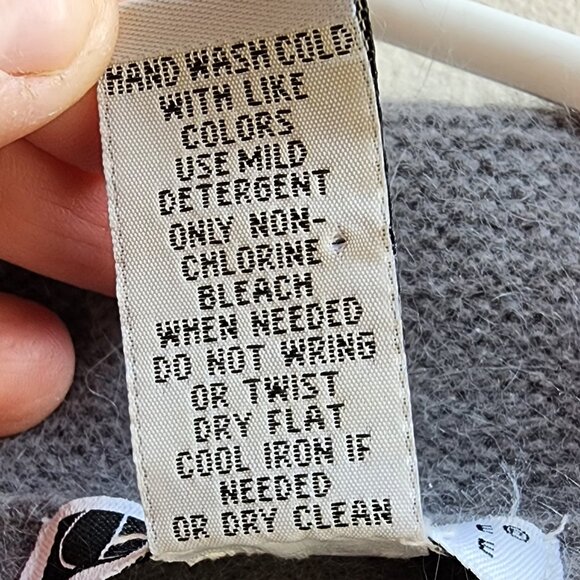 HAND WASH COLD
WITH LIKE
COLORS
USE MILD
DETERGENT
ONLY NON-
CHLORINE
BLEACH
WHEN NEEDED
DO NOT WRING
OR TWIST
DRY FLAT
COOL IRON IF
NEEDED
OR DRY CLEAN